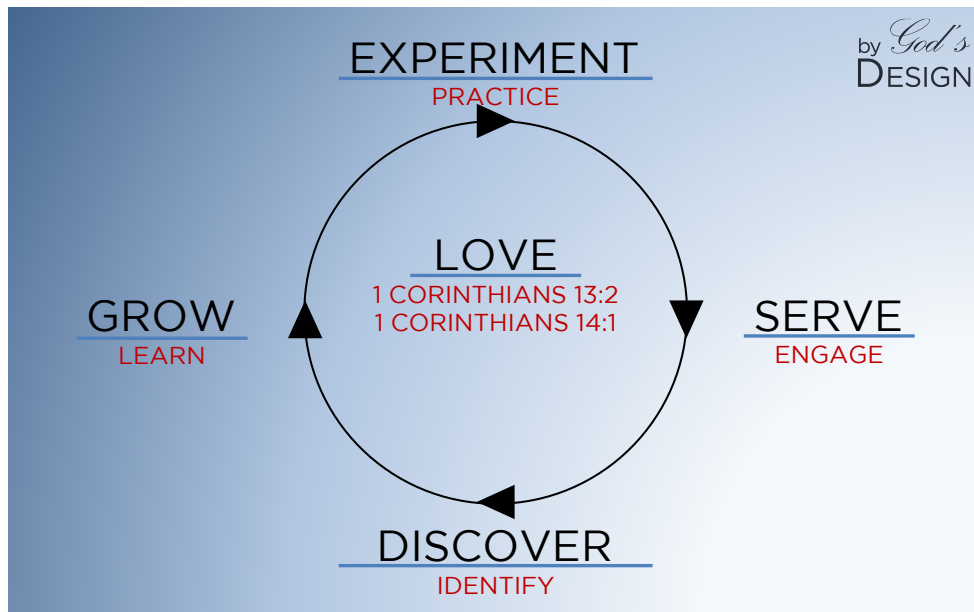 EXPERIMENT
PRACTICE
by God's
DESIGN
LOVE
1 CORINTHIANS 13:2
1 CORINTHIANS 14:1
GROW
LEARN
SERVE
ENGAGE
DISCOVER
IDENTIFY